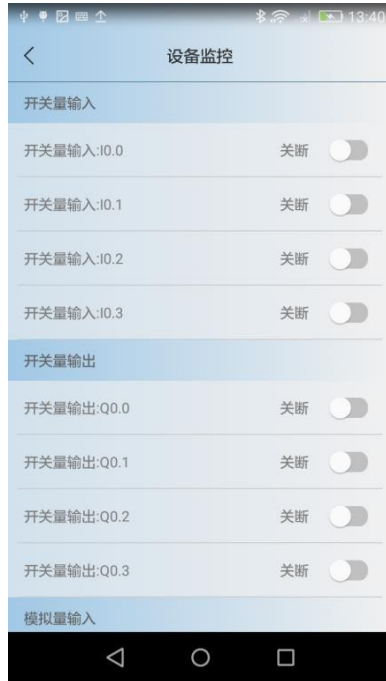 13:40
设备监控
开关量输入
开关量输入:I0.0 关断
开关量输入:I0.1 关断
开关量输入:I0.2 关断
开关量输入:I0.3 关断
开关量输出
开关量输出:Q0.0 关断
开关量输出:Q0.1 关断
开关量输出:Q0.2 关断
开关量输出:Q0.3 关断
模拟量输入